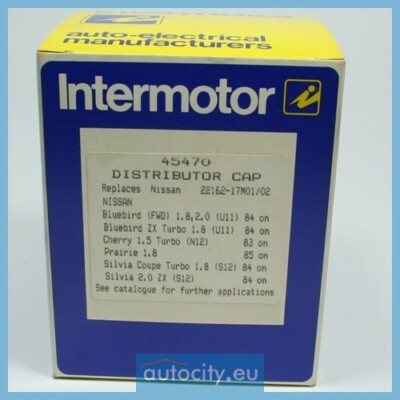 auto-electrical
manufacturers
Intermotor
45470
DISTRIBUTOR CAP
Replaces Nissan 22162-17M01/02
NISSAN
Bluebird (FWD) 1.8,2.0 (U11) 84 on
Bluebird ZX Turbo 1.8 (U11) 84 on
Cherry 1.5 Turbo (N12) 83 on
Prairie 1.8 85 on
Silvia Coupe Turbo 1.8 (S12) 84 on
Silvia 2.0 ZX (S12) 84 on
See catalogue for further applications
autocity.eu